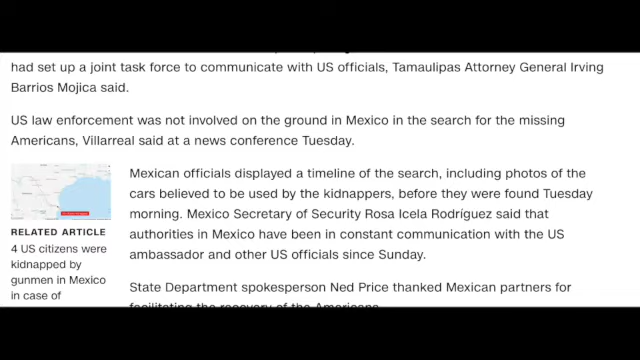 had set up a joint task force to communicate with US officials, Tamaulipas Attorney General Irving
Barrios Mojica said.
US law enforcement was not involved on the ground in Mexico in the search for the missing
Americans, Villarreal said at a news conference Tuesday.
Mexican officials displayed a timeline of the search, including photos of the
cars believed to be used by the kidnappers, before they were found Tuesday
morning. Mexico Secretary of Security Rosa Icela Rodríguez said that
authorities in Mexico have been in constant communication with the US
ambassador and other US officials since Sunday.
State Department spokesperson Ned Price thanked Mexican partners for
facilitating the recovery of the Americans.
RELATED ARTICLE
4 US citizens were
kidnapped by
gunmen in Mexico
in case of